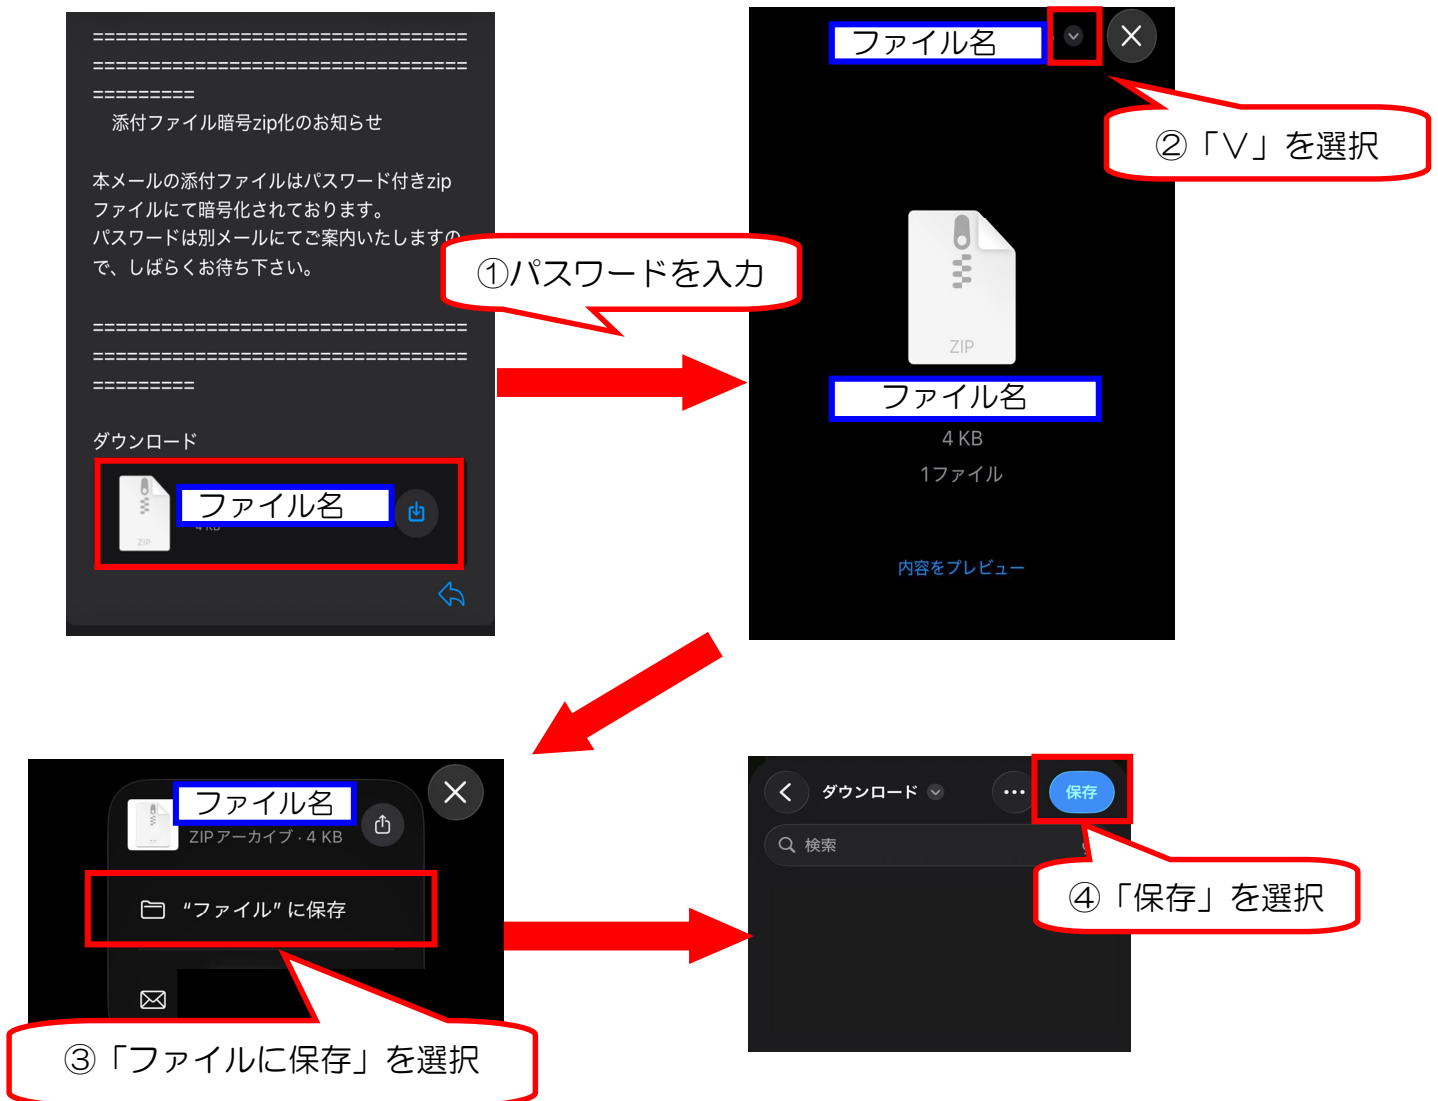 =================================
=================================
=========
添付ファイル暗号zip化のお知らせ
本メールの添付ファイルはパスワード付きzip
ファイルにて暗号化されております。
パスワードは別メールにてご案内いたしますの
で、しばらくお待ち下さい。
=================================
=================================
=========
ダウンロード
ファイル名
4 KB
ZIP
①パスワードを入力
ファイル名
②「∨」を選択
ZIP
ファイル名
4 KB
1ファイル
内容をプレビュー
ファイル名
ZIPアーカイブ · 4 KB
“ファイル” に保存
③「ファイルに保存」を選択
ダウンロード
保存
検索
④「保存」を選択